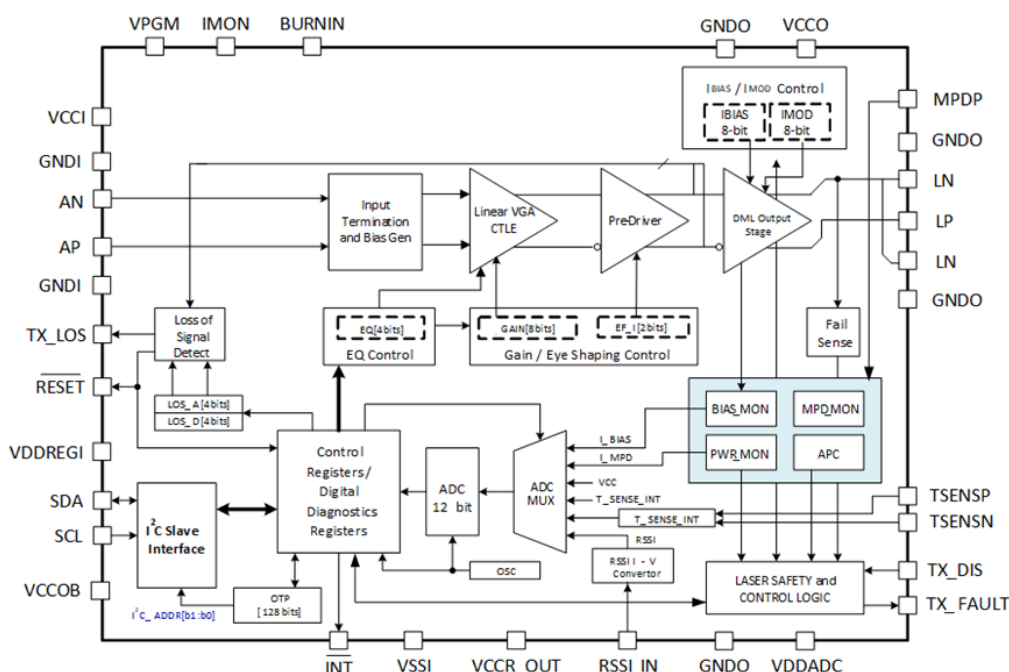 VPGM IMON BURNIN GNDO VCCO
IBIAS / IMOD Control
IBIAS
8-bit
IMOD
8-bit
MPDP
VCCI
GNDO
GNDI
LN
AN
Input
Termination
and Bias Gen
Linear VGA
CTLE
PreDriver
DML Output
Stage
LP
AP
LN
GNDI
GNDO
TX_LOS
Loss of
Signal
Detect
EQ[4bits]
EQ Control
GAIN[8bits]
EF_I[2bits]
Gain / Eye Shaping Control
Fail
Sense
RESET
LOS_A[4bits]
LOS_D[4bits]
BIAS_MON
MPD_MON
PWR_MON
APC
VDDREGI
Control
Registers/
Digital
Diagnostics
Registers
ADC
12 bit
ADC
MUX
I_BIAS
I_MPD
VCC
T_SENSE_INT
T_SENSE_INT
RSSI
SDA
SCL
I²C Slave
Interface
TSENSP
TSENSN
OSC
RSSI I - V
Convertor
LASER SAFETY and
CONTROL LOGIC
TX_DIS
TX_FAULT
VCCOB
OTP
[128bits]
I²C_ADDR[b1:b0]
INT VSSI VCCR_OUT RSSI_IN GNDO VDDADC